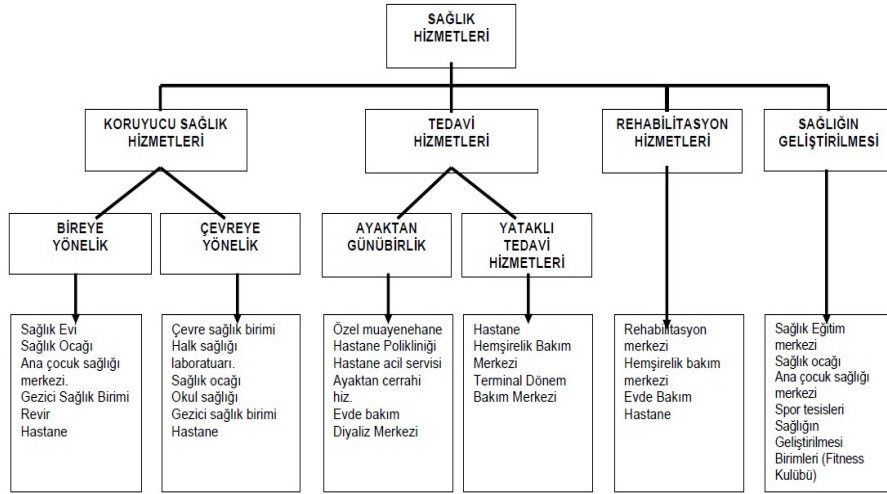 SAĞLIK
HİZMETLERİ
KORUYUCU SAĞLIK
HİZMETLERİ
TEDAVİ
HİZMETLERİ
REHABİLİTASYON
HİZMETLERİ
SAĞLIĞIN
GELİŞTİRİLMESİ
BİREYE
YÖNELİK
ÇEVREYE
YÖNELİK
AYAKTAN
GÜNÜBİRLİK
YATAKLI
TEDAVİ
HİZMETLERİ
Sağlık Evi
Sağlık Ocağı
Ana çocuk sağlığı
merkezi.
Gezici Sağlık Birimi
Revir
Hastane
Çevre sağlık birimi
Halk sağlığı
laboratuarı.
Sağlık ocağı
Okul sağlığı
Gezici sağlık birimi
Hastane
Özel muayenehane
Hastane Polikliniği
Hastane acil servisi
Ayaktan cerrahi
hiz.
Evde bakım
Diyaliz Merkezi
Hastane
Hemşirelik Bakım
Merkezi
Terminal Dönem
Bakım Merkezi
Rehabilitasyon
merkezi
Hemşirelik bakım
merkezi
Evde Bakım
Hastane
Sağlık Eğitim
merkezi
Sağlık ocağı
Ana çocuk sağlığı
merkezi
Spor tesisleri
Sağlığın
Geliştirilmesi
Birimleri (Fitness
Kulübü)